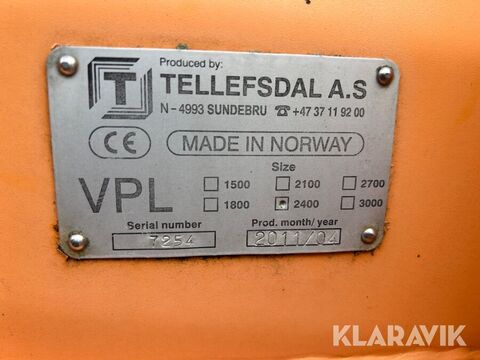 Produced by:
T
TELLEFSDAL A.S
N-4993 SUNDEBRU ☎ +47 37 11 92 00
CE MADE IN NORWAY
Size
VPL
1500 2100 2700
1800 2400 3000
Serial number Prod. month/year
7254 2011/04
KLARAVIK